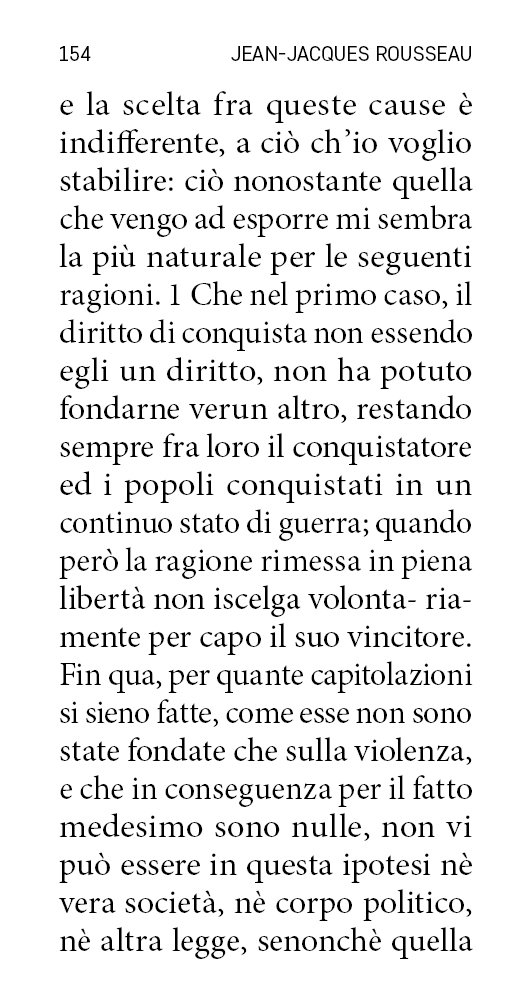 154 JEAN-JACQUES ROUSSEAU
e la scelta fra queste cause è
indifferente, a ciò ch’io voglio
stabilire: ciò nonostante quella
che vengo ad esporre mi sembra
la più naturale per le seguenti
ragioni. 1 Che nel primo caso, il
diritto di conquista non essendo
egli un diritto, non ha potuto
fondarne verun altro, restando
sempre fra loro il conquistatore
ed i popoli conquistati in un
continuo stato di guerra; quando
però la ragione rimessa in piena
libertà non iscelga volonta- ria-
mente per capo il suo vincitore.
Fin qua, per quante capitolazioni
si sieno fatte, come esse non sono
state fondate che sulla violenza,
e che in conseguenza per il fatto
medesimo sono nulle, non vi
può essere in questa ipotesi nè
vera società, nè corpo politico,
nè altra legge, senonchè quella